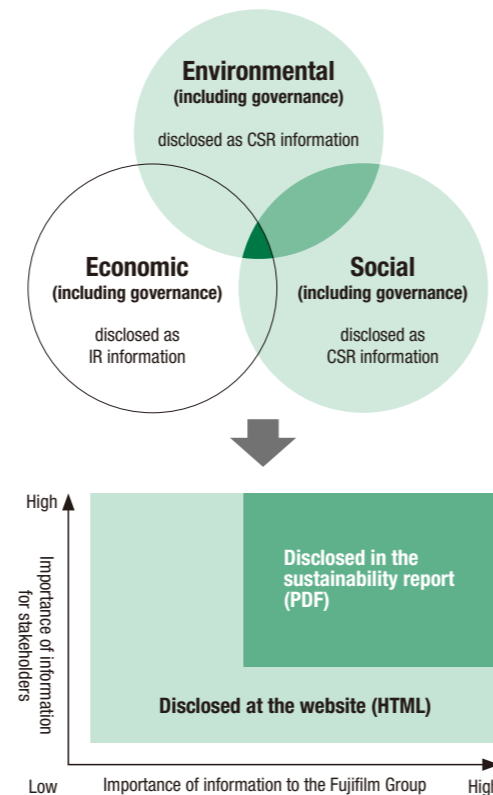 Environmental
(including governance)
disclosed as CSR information
Economic
(including governance)
disclosed as
IR information
Social
(including governance)
disclosed as
CSR information
High
Importance of information
for stakeholders
Disclosed in the
sustainability report
(PDF)
Disclosed at the website (HTML)
Low
Importance of information to the Fujifilm Group
High